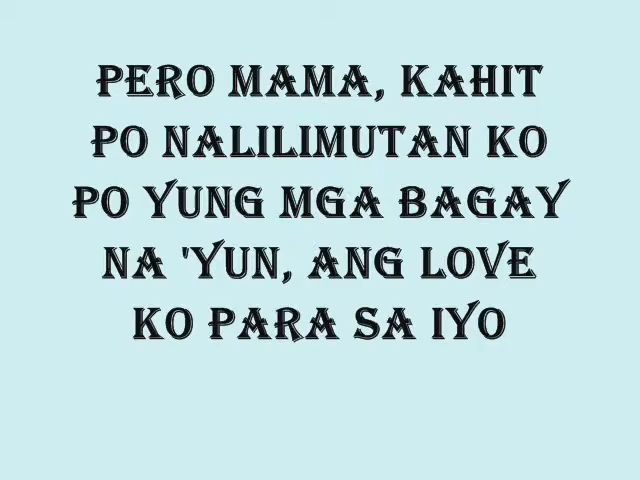 PERO MAMA, KAHIT
PO NALILIMUTAN KO
PO YUNG MGA BAGAY
NA 'YUN, ANG LOVE
KO PARA SA IYO